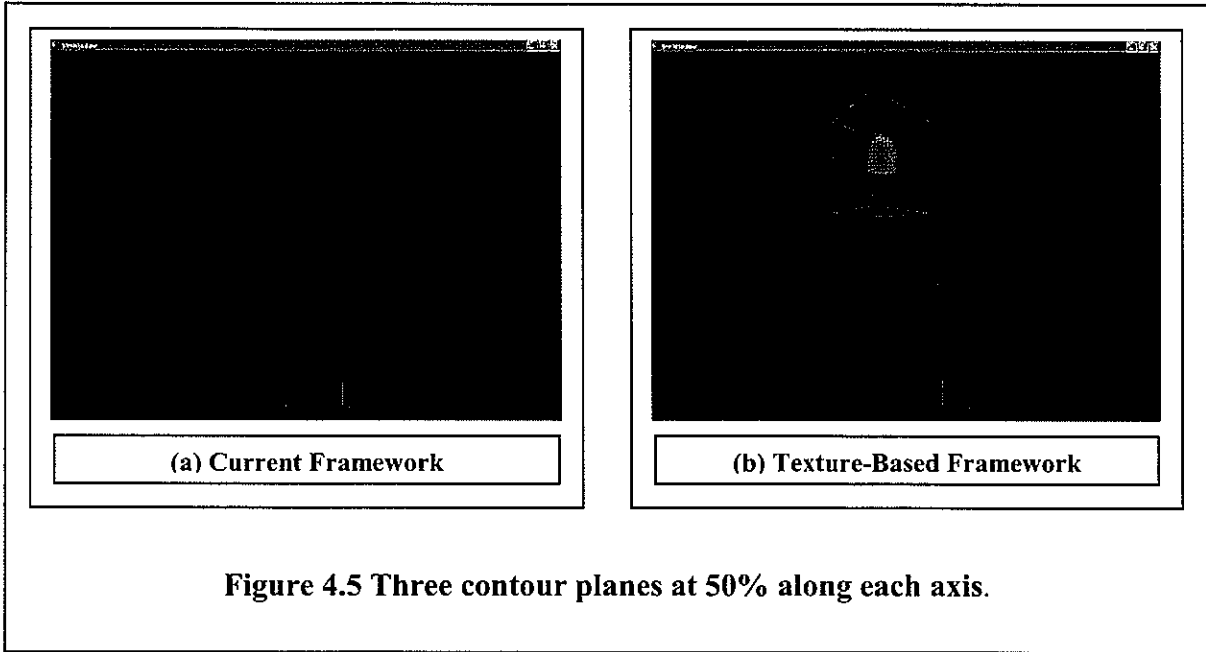 (a) Current Framework
(b) Texture-Based Framework
Figure 4.5 Three contour planes at 50% along each axis.